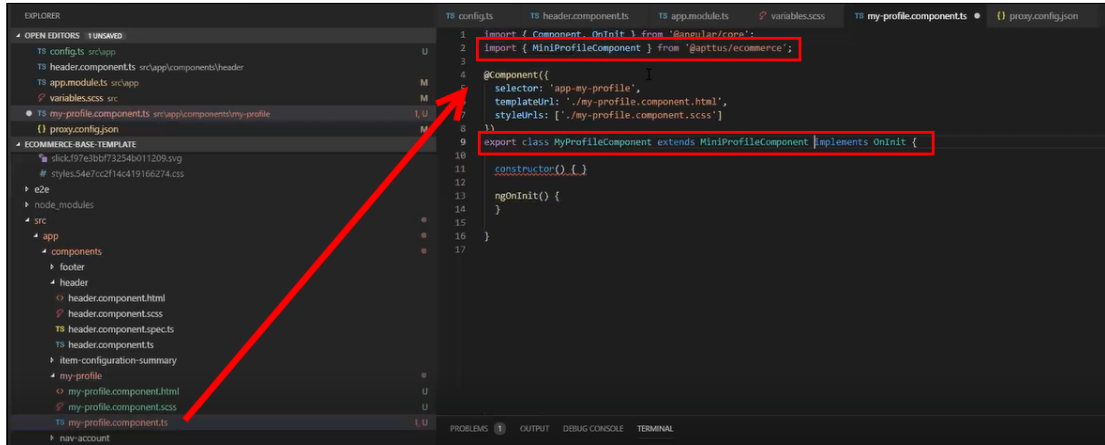 EXPLORER
OPEN EDITORS 1 UNSAVED
TS config.ts src\app U
TS header.component.ts src\app\components\header
TS app.module.ts src\app M
variables.scss src M
TS my-profile.component.ts src\app\components\my-profile 1, U
{} proxy.config.json M
ECOMMERCE-BASE-TEMPLATE
slick.f97e3bbf73254b011209.svg
# styles.54e7cc2f14c419166274.css
e2e
node_modules
src
app
components
footer
header
header.component.html
header.component.scss
TS header.component.spec.ts
TS header.component.ts
item-configuration-summary
my-profile
my-profile.component.html U
my-profile.component.scss U
TS my-profile.component.ts 1, U
nav-account
TS config.ts TS header.component.ts TS app.module.ts variables.scss TS my-profile.component.ts {} proxy.config.json
1 import { Component, OnInit } from '@angular/core';
2 import { MiniProfileComponent } from '@apttus/ecommerce';
3
4 @Component({
5 selector: 'app-my-profile',
6 templateUrl: './my-profile.component.html',
7 styleUrls: ['./my-profile.component.scss']
8 })
9 export class MyProfileComponent extends MiniProfileComponent implements OnInit {
10
11 constructor() { }
12
13 ngOnInit() {
14 }
15
16 }
17
PROBLEMS 1 OUTPUT DEBUG CONSOLE TERMINAL